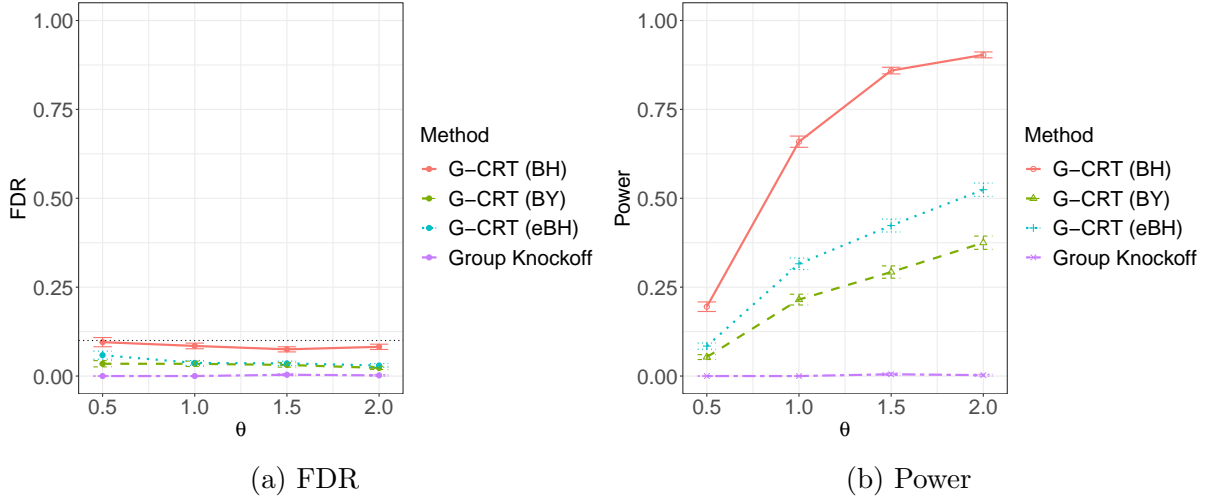 1.00
0.75
0.50
0.25
0.00
FDR
0.5 1.0 1.5 2.0
θ
Method
G−CRT (BH)
G−CRT (BY)
G−CRT (eBH)
Group Knockoff
(a) FDR
1.00
0.75
0.50
0.25
0.00
Power
0.5 1.0 1.5 2.0
θ
Method
G−CRT (BH)
G−CRT (BY)
G−CRT (eBH)
Group Knockoff
(b) Power